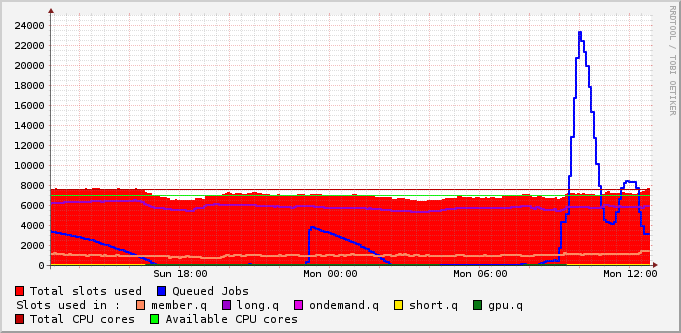 RRDTOOL / TOBI OETIKER
24000
22000
20000
18000
16000
14000
12000
10000
8000
6000
4000
2000
0
Sun 18:00 Mon 00:00 Mon 06:00 Mon 12:00
Total slots used Queued Jobs
Slots used in : member.q long.q ondemand.q short.q gpu.q
Total CPU cores Available CPU cores